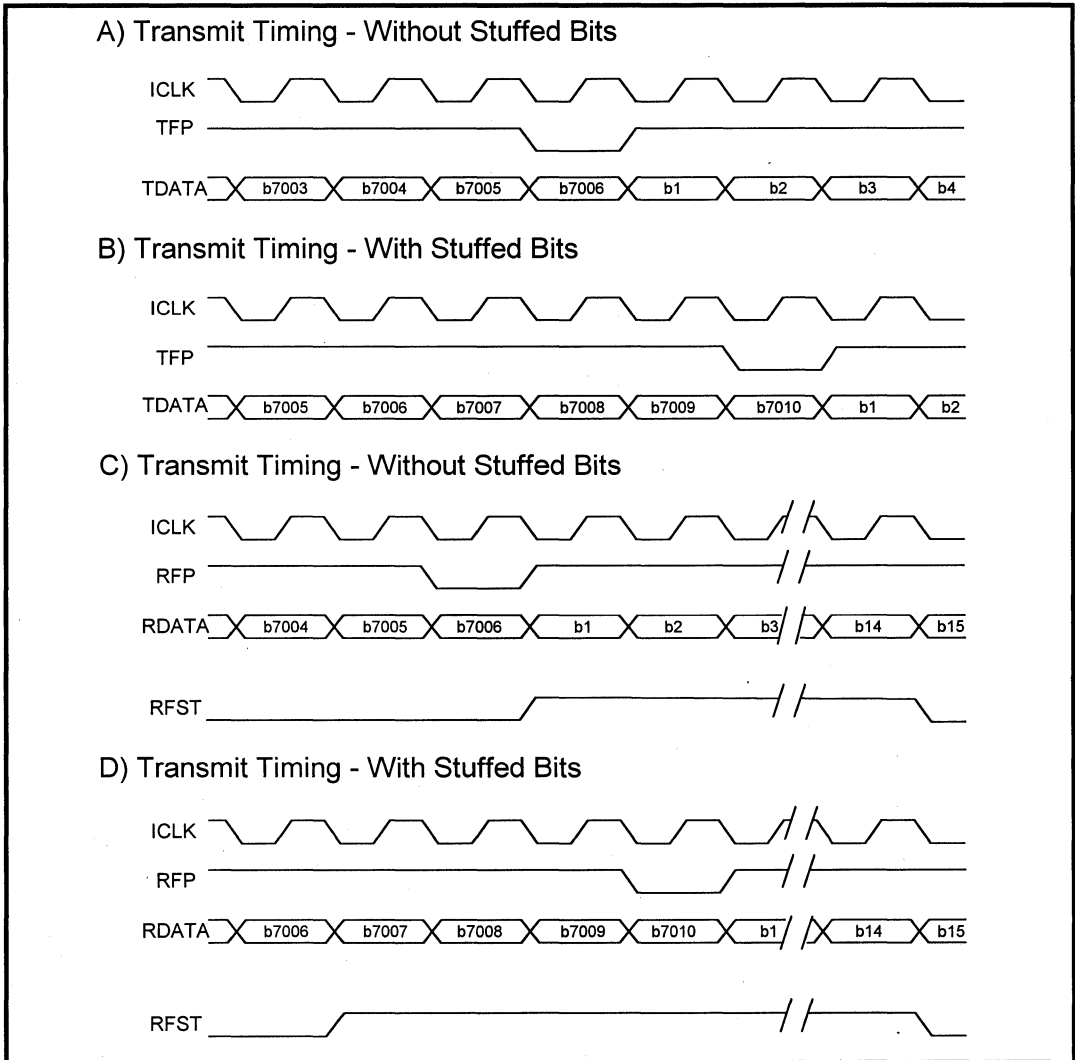 A) Transmit Timing - Without Stuffed Bits
ICLK
TFP
TDATA b7003 b7004 b7005 b7006 b1 b2 b3 b4
B) Transmit Timing - With Stuffed Bits
ICLK
TFP
TDATA b7005 b7006 b7007 b7008 b7009 b7010 b1 b2
C) Transmit Timing - Without Stuffed Bits
ICLK
RFP
RDATA b7004 b7005 b7006 b1 b2 b3 b14 b15
RFST
D) Transmit Timing - With Stuffed Bits
ICLK
RFP
RDATA b7006 b7007 b7008 b7009 b7010 b1 b14 b15
RFST